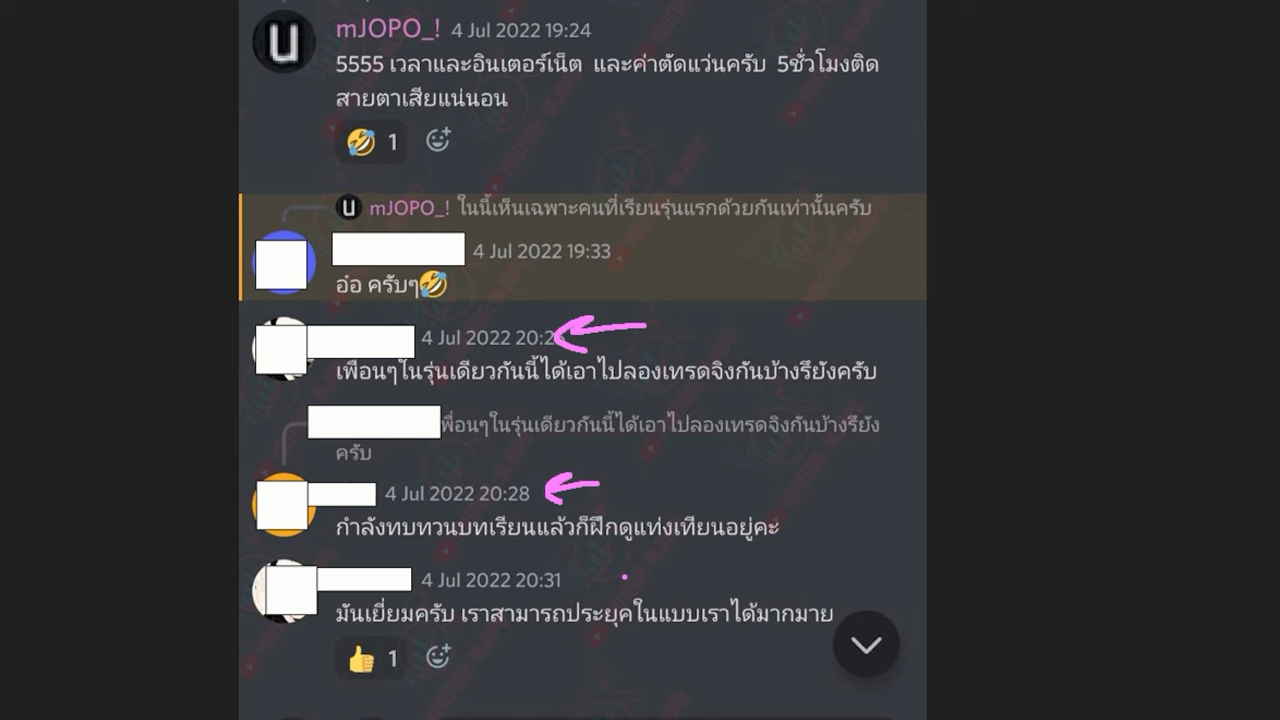 mJOPO_! 4 Jul 2022 19:24
5555 เวลาและอินเตอร์เน็ต และค่าตัดแว่นครับ 5ชั่วโมงติด
สายตาเสียแน่นอน
🤣 1
U mJOPO_! ในนี้เห็นเฉพาะคนที่เรียนรุ่นแรกด้วยกันเท่านั้นครับ
4 Jul 2022 19:33
อ๋อ ครับๆ🤣
4 Jul 2022 20:2
เพื่อนๆในรุ่นเดียวกันนี้ได้เอาไปลองเทรดจิงกันบ้างรึยังครับ
พื่อนๆในรุ่นเดียวกันนี้ได้เอาไปลองเทรดจิงกันบ้างรึยัง
ครับ
4 Jul 2022 20:28
กำลังทบทวนบทเรียนแล้วก็ฝึกดูแท่งเทียนอยู่คะ
4 Jul 2022 20:31
มันเยี่ยมครับ เราสามารถประยุคในแบบเราได้มากมาย
👍 1